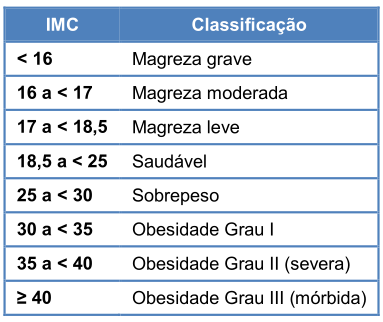 IMC Classificação
< 16 Magreza grave
16 a < 17 Magreza moderada
17 a < 18,5 Magreza leve
18,5 a < 25 Saudável
25 a < 30 Sobrepeso
30 a < 35 Obesidade Grau I
35 a < 40 Obesidade Grau II (severa)
≥ 40 Obesidade Grau III (mórbida)